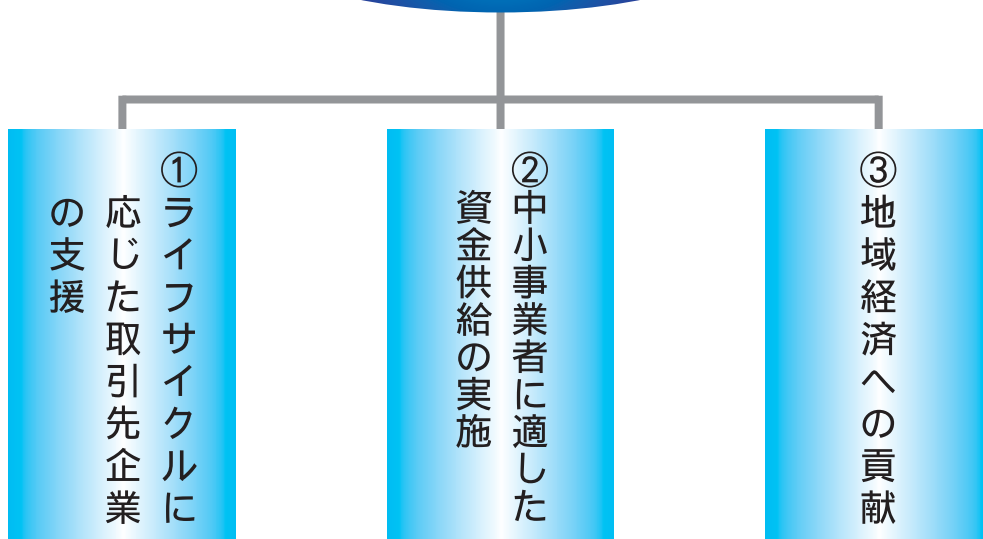 ①ライフサイクルに
応じた取引先企業
の支援
②中小事業者に適した
資金供給の実施
③地域経済への貢献